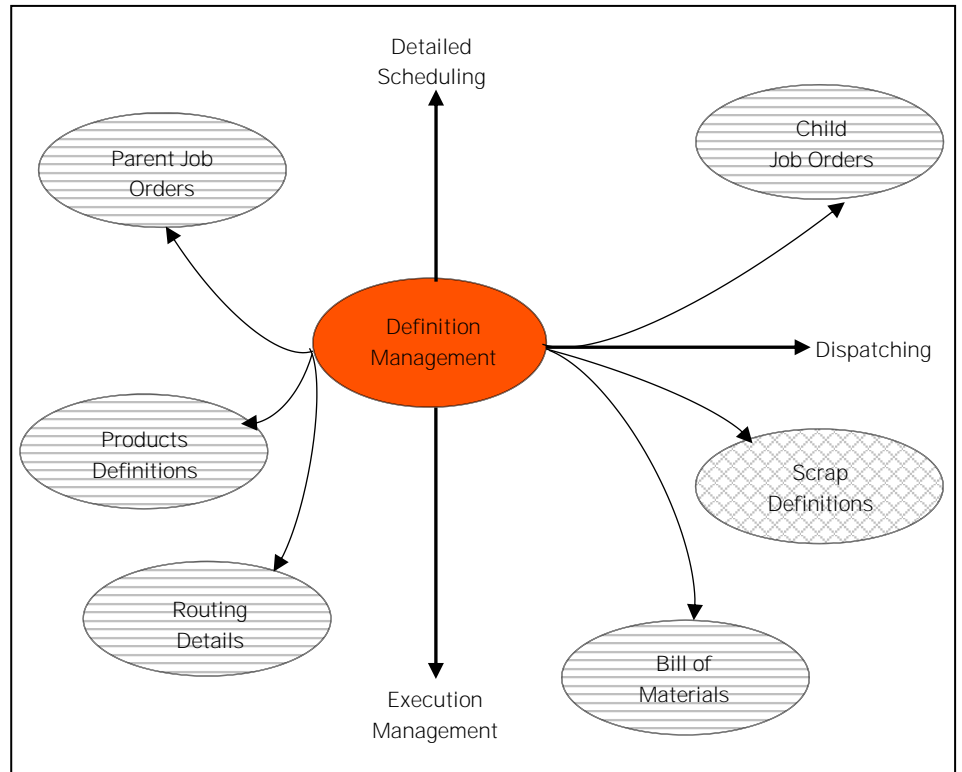 Detailed
Scheduling
Child
Job Orders
Parent Job
Orders
Definition
Management
Dispatching
Products
Definitions
Scrap
Definitions
Routing
Details
Bill of
Materials
Execution
Management